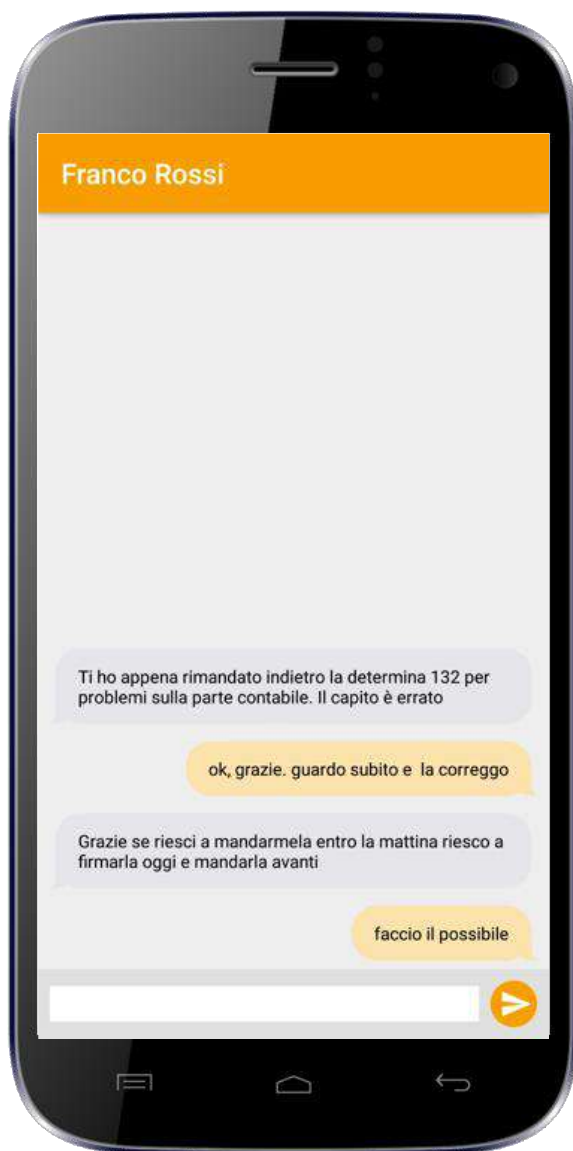 Franco Rossi
Ti ho appena rimandato indietro la determina 132 per
problemi sulla parte contabile. Il capito è errato
ok, grazie. guardo subito e  la correggo
Grazie se riesci a mandarmela entro la mattina riesco a
firmarla oggi e mandarla avanti
faccio il possibile